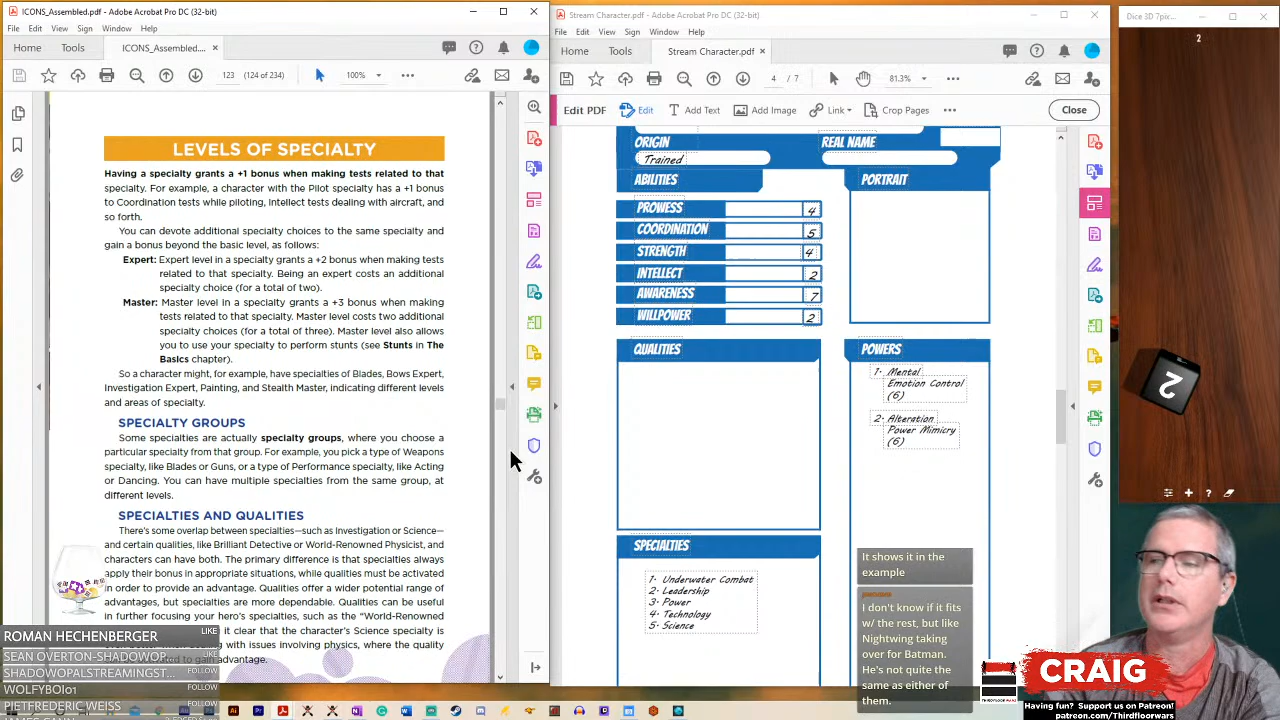 ICONS_Assembled.pdf - Adobe Acrobat Pro DC (32-bit)
File Edit View Sign Window Help
Home Tools ICONS_Assembled....
123 (124 of 234) 100%
LEVELS OF SPECIALTY
Having a specialty grants a +1 bonus when making tests related to that
specialty. For example, a character with the Pilot specialty has a +1 bonus
to Coordination tests while piloting, Intellect tests dealing with aircraft, and
so forth.
You can devote additional specialty choices to the same specialty and
gain a bonus beyond the basic level, as follows:
Expert: Expert level in a specialty grants a +2 bonus when making tests
related to that specialty. Being an expert costs an additional
specialty choice (for a total of two).
Master: Master level in a specialty grants a +3 bonus when making
tests related to that specialty. Master level costs two additional
specialty choices (for a total of three). Master level also allows
you to use your specialty to perform stunts (see Stunts in The
Basics chapter).
So a character might, for example, have specialties of Blades, Bows Expert,
Investigation Expert, Painting, and Stealth Master, indicating different levels
and areas of specialty.
SPECIALTY GROUPS
Some specialties are actually specialty groups, where you choose a
particular specialty from that group. For example, you pick a type of Weapons
specialty, like Blades or Guns, or a type of Performance specialty, like Acting
or Dancing. You can have multiple specialties from the same group, at
different levels.
SPECIALTIES AND QUALITIES
There's some overlap between specialties—such as Investigation or Science—
and certain qualities, like Brilliant Detective or World-Renowned Physicist, and
characters can have both. The primary difference is that specialties always
apply their bonus in appropriate situations, while qualities must be activated
in order to provide an advantage. Qualities offer a wider potential range of
advantages, but specialties are more dependable. Qualities can be useful
in further focusing your hero's specialties, such as the "World-Renowned
it clear that the character's Science specialty is
with issues involving physics, where the quality
to gain advantage.
ROMAN HECHENBERGER LIKE
SEAN OVERTON-SHADOWOP LIKE
SHADOWOPALSTREAMINGST... FOLLOW
WOLFYBOI01 FOLLOW
PIETFREDERIC WEISS FOLLOW
Stream Character.pdf - Adobe Acrobat Pro DC (32-bit)
File Edit View Sign Window Help
Home Tools Stream Character.pdf
4 / 7 81.3%
Edit PDF Edit Add Text Add Image Link Crop Pages Close
ORIGIN REAL NAME
Trained
ABILITIES PORTRAIT
PROWESS 4
COORDINATION 5
STRENGTH 4
INTELLECT 2
AWARENESS 7
WILLPOWER 2
QUALITIES POWERS
1. Mental
Emotion Control
(6)
2. Alteration
Power Mimicry
(6)
SPECIALTIES
1. Underwater Combat
2. Leadership
3. Power
4. Technology
5. Science
It shows it in the
example
I don't know if it fits
w/ the rest, but like
Nightwing taking
over for Batman.
He's not quite the
same as either of
them.
Dice 3D 7pix...
2
2
CRAIG
Having fun? Support us on Patreon!
patreon.com/Thirdfloorwars